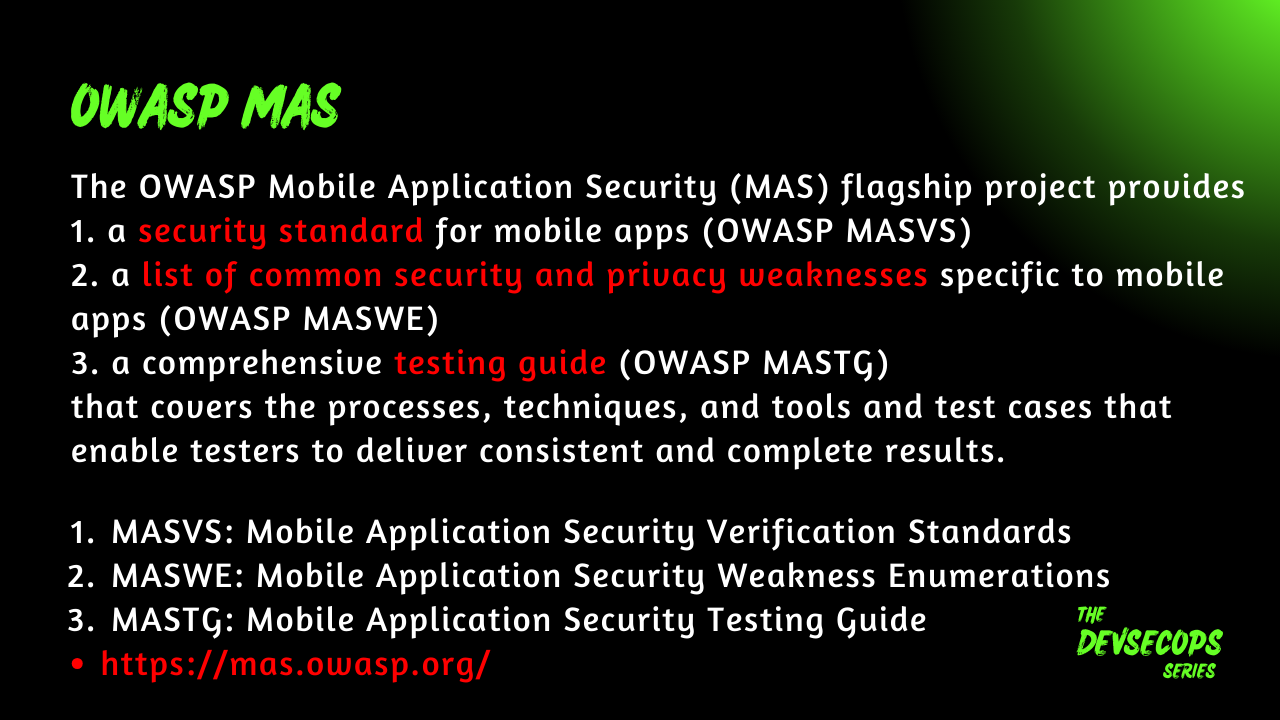 OWASP MAS
The OWASP Mobile Application Security (MAS) flagship project provides
1. a security standard for mobile apps (OWASP MASVS)
2. a list of common security and privacy weaknesses specific to mobile
apps (OWASP MASWE)
3. a comprehensive testing guide (OWASP MASTG)
that covers the processes, techniques, and tools and test cases that
enable testers to deliver consistent and complete results.
1. MASVS: Mobile Application Security Verification Standards
2. MASWE: Mobile Application Security Weakness Enumerations
3. MASTG: Mobile Application Security Testing Guide
• https://mas.owasp.org/
THE
DEVSECOPS
SERIES